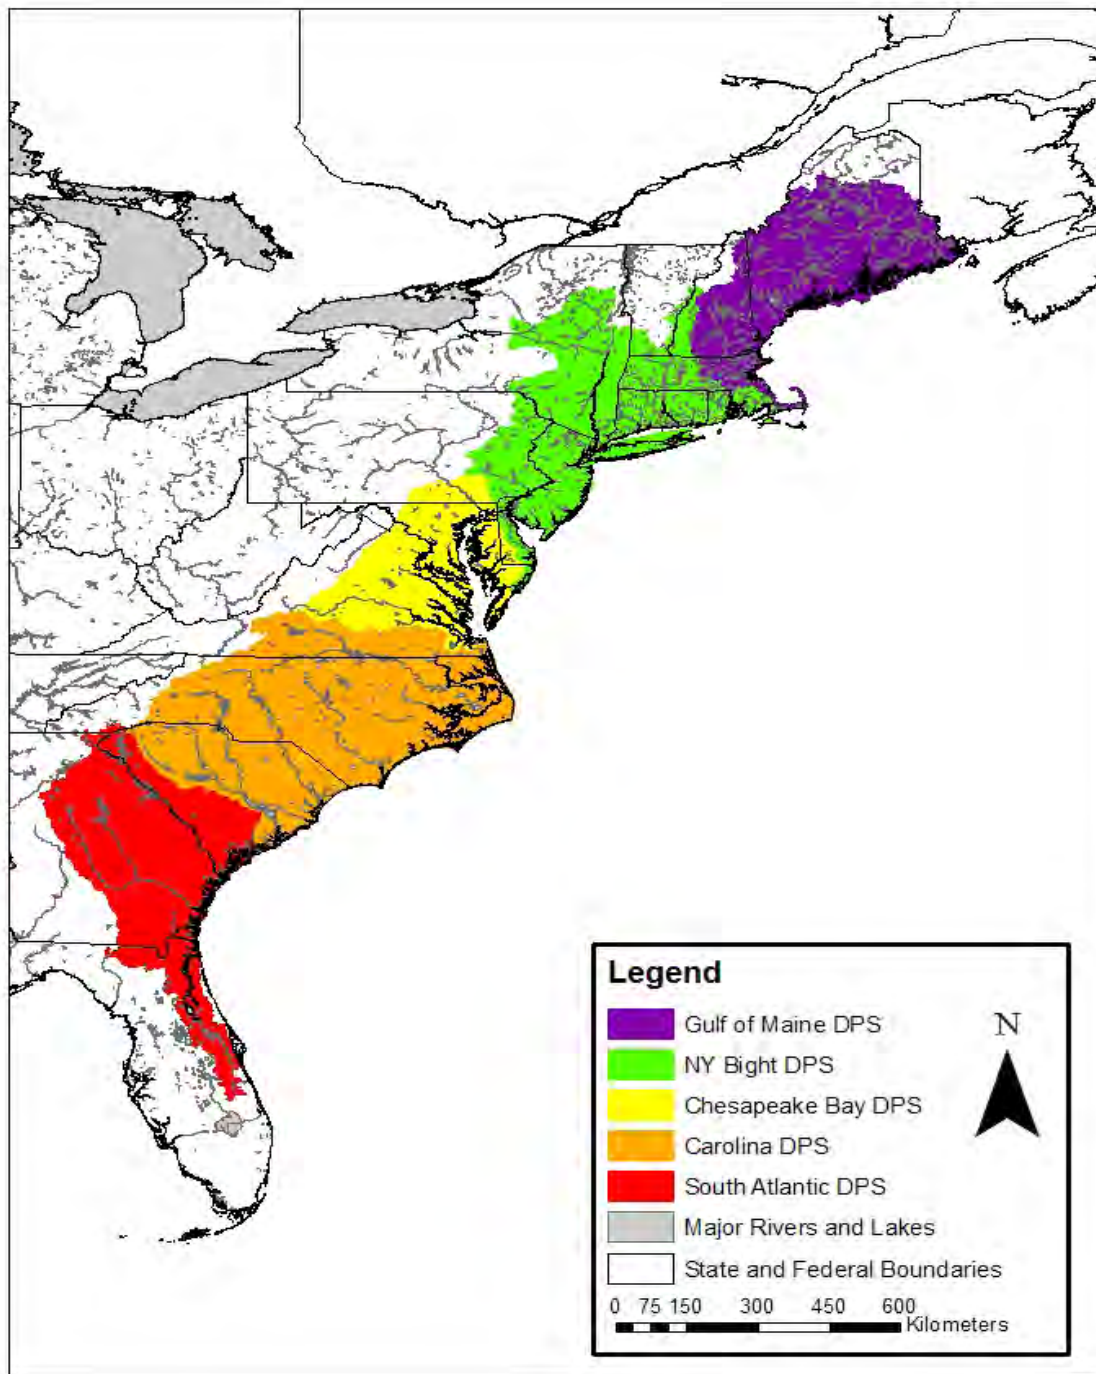 Legend
N
Gulf of Maine DPS
NY Bight DPS
Chesapeake Bay DPS
Carolina DPS
South Atlantic DPS
Major Rivers and Lakes
State and Federal Boundaries
0 75 150 300 450 600
Kilometers